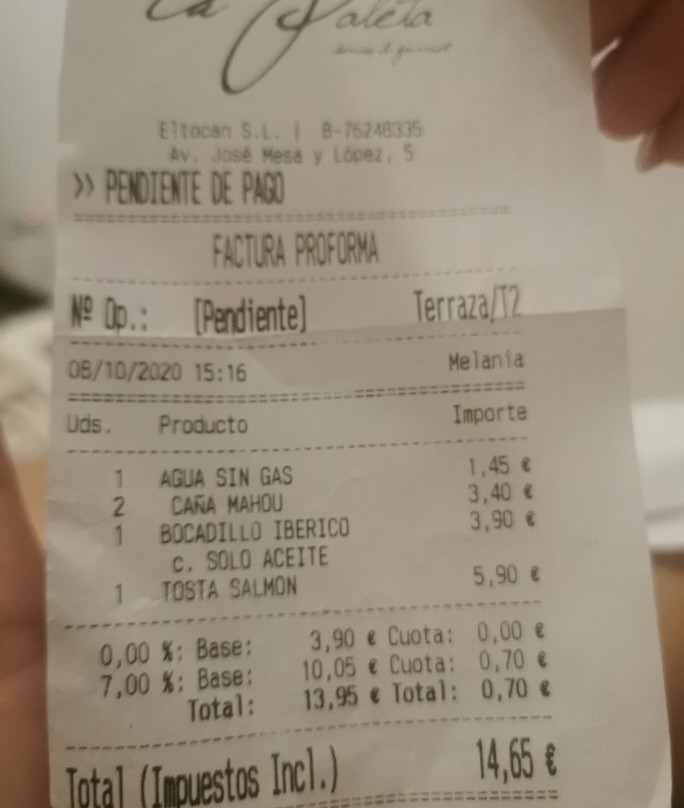 La Paleta
Eltocan S.L. | B-76248335
Av. José Mesa y López, 5
>> PENDIENTE DE PAGO
FACTURA PROFORMA
Nº Op.: [Pendiente] Terraza/T2
08/10/2020 15:16 Melania
Uds. Producto Importe
1 AGUA SIN GAS 1,45 €
2 CAÑA MAHOU 3,40 €
1 BOCADILLO IBERICO 3,90 €
c. SOLO ACEITE
1 TOSTA SALMON 5,90 €
0,00 %: Base: 3,90 € Cuota: 0,00 €
7,00 %: Base: 10,05 € Cuota: 0,70 €
Total: 13,95 € Total: 0,70 €
Total (Impuestos Incl.) 14,65 €